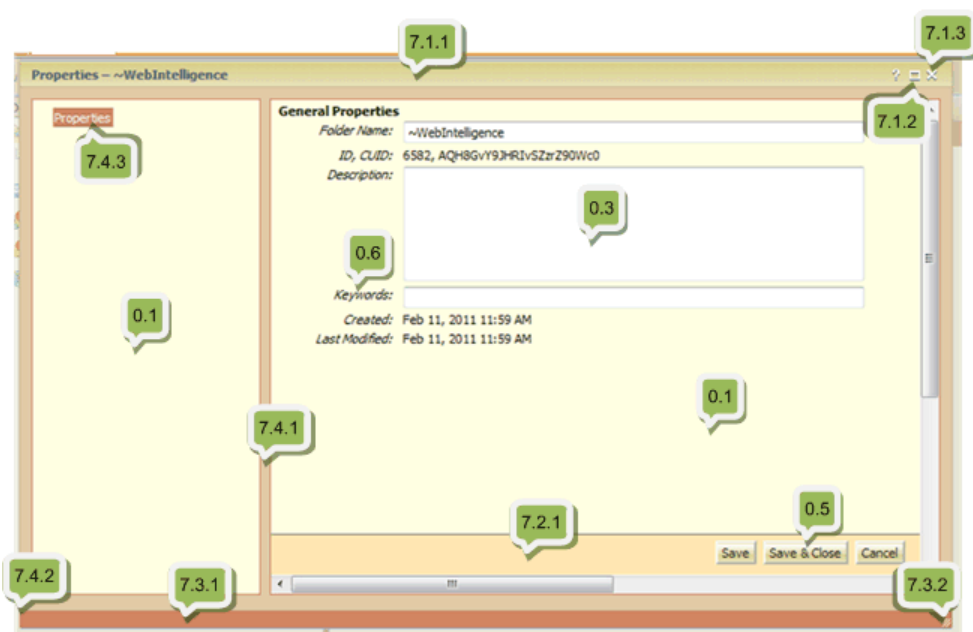 7.1.3
7.1.1
Properties – ~WebIntelligence
?
7.1.2
Properties
7.4.3
General Properties
Folder Name: ~WebIntelligence
ID, CUID: 6582, AQH8GvY9JHRIvSZzrZ90Wc0
Description:
0.3
0.6
Keywords:
0.1
Created: Feb 11, 2011 11:59 AM
Last Modified: Feb 11, 2011 11:59 AM
0.1
7.4.1
0.5
7.2.1
Save Save & Close Cancel
7.4.2
7.3.1
7.3.2